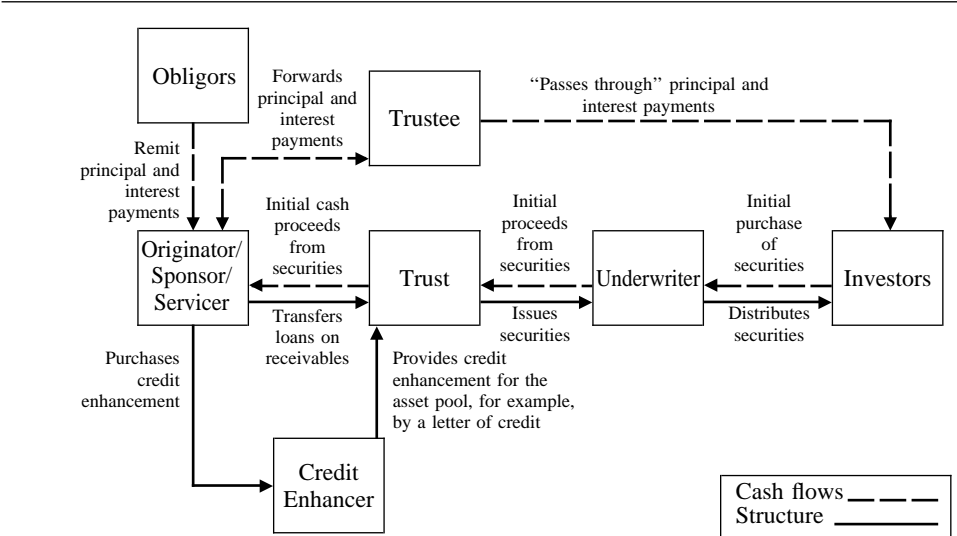 Obligors
Forwards
principal and
interest
payments
Trustee
“Passes through” principal and
interest payments
Remit
principal and
interest
payments
Originator/
Sponsor/
Servicer
Initial cash
proceeds
from
securities
Transfers
loans on
receivables
Trust
Initial
proceeds
from
securities
Issues
securities
Underwriter
Initial
purchase
of
securities
Distributes
securities
Investors
Purchases
credit
enhancement
Provides credit
enhancement for the
asset pool, for example,
by a letter of credit
Credit
Enhancer
Cash flows
Structure